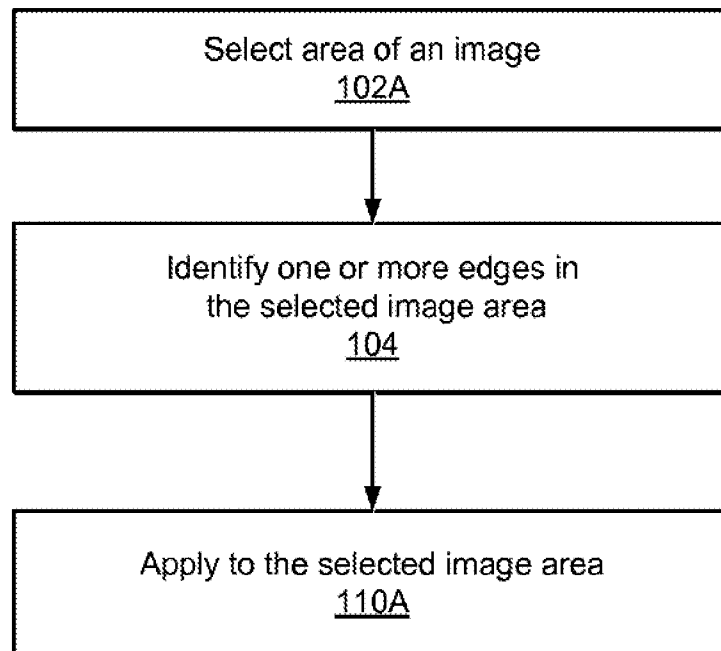 Select area of an image
102A
Identify one or more edges in
the selected image area
104
Apply to the selected image area
110A